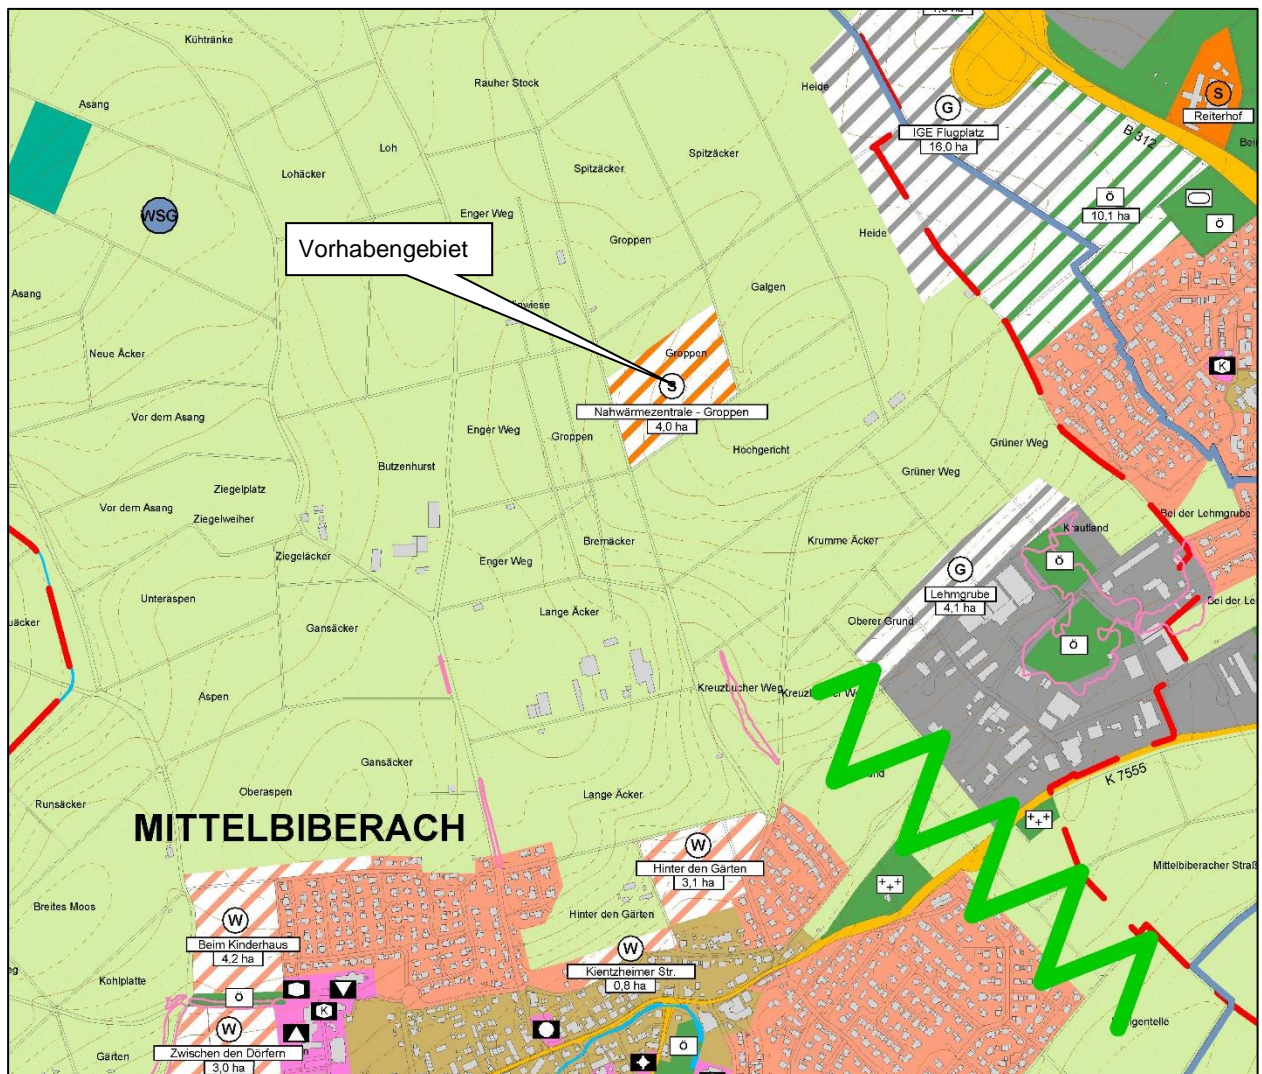 Kühtränke
Rauher Stock
Heide
Asang
Loh
Lohäcker
Spitzäcker
Spitzäcker
G
IGE Flugplatz
16,0 ha
B 312
S
Reiterhof
WSG
Enger Weg
Groppen
Heide
Ö
10,1 ha
Ö
Vorhabengebiet
Asang
Galgen
Neue Äcker
Groppen
S
Nahwärmezentrale - Groppen
4,0 ha
K
Vor dem Asang
Enger Weg
Groppen
Hochgericht
Grüner Weg
Butzenhurst
Grüner Weg
Ziegelplatz
Vor dem Asang
Ziegelweiher
Bei der Lehmgrube
Krautland
Ziegeläcker
Enger Weg
Bremäcker
Krumme Äcker
Ö
G
Lehmgrube
4,1 ha
Unteraspen
Gansäcker
Lange Äcker
Oberer Grund
Ö
Aspen
Kreuzbucher Weg
Gansäcker
K 7555
Runsäcker
Oberaspen
Lange Äcker
MITTELBIBERACH
W
Hinter den Gärten
3,1 ha
Breites Moos
W
Beim Kinderhaus
4,2 ha
Hinter den Gärten
W
Kientzheimer Str.
0,8 ha
Kohlplatte
Ö
K
W
Zwischen den Dörfern
3,0 ha
Gärten
Ö